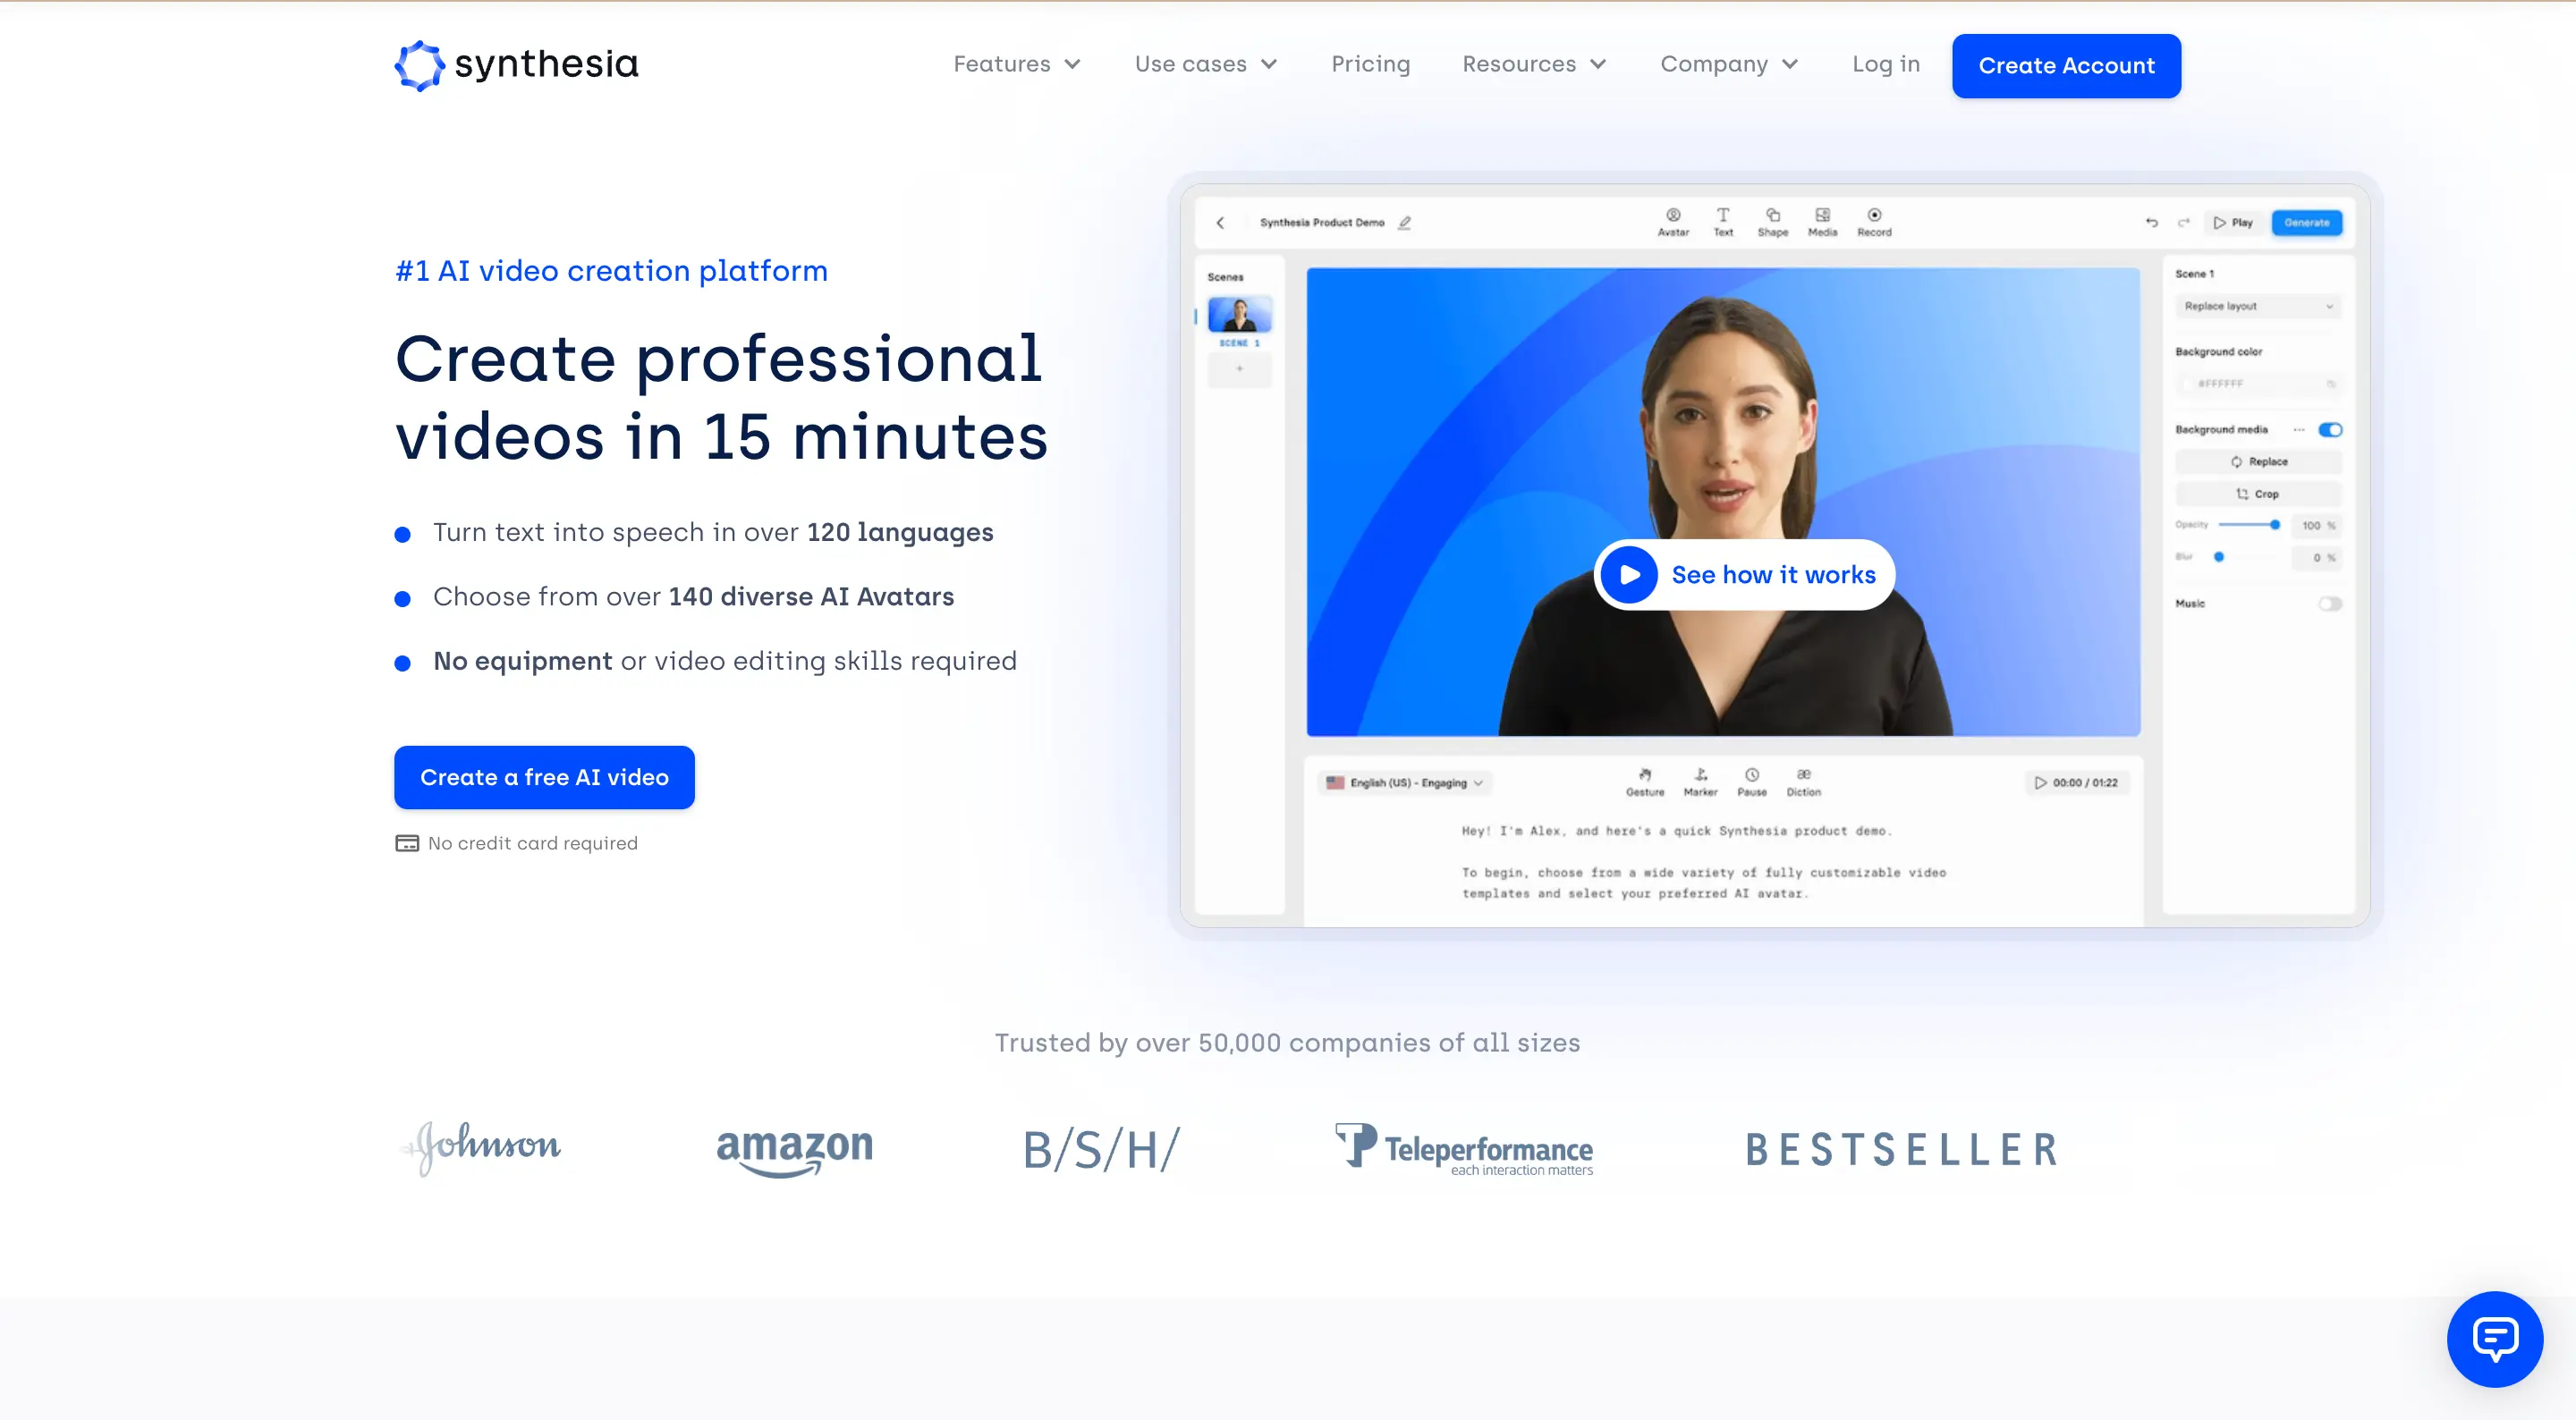 synthesia
Features
Use cases
Pricing
Resources
Company
Log in
Create Account
#1 AI video creation platform
Create professional
videos in 15 minutes
Turn text into speech in over 120 languages
Choose from over 140 diverse AI Avatars
No equipment or video editing skills required
Create a free AI video
No credit card required
Synthesia Product Demo
Avatar
Text
Shape
Media
Record
Play
Generate
Scenes
SCENE 1
+
See how it works
Scene 1
Replace layout
Background color
#FFFFFF
Background media
Replace
Crop
Opacity
100 %
Blur
0 %
Music
English (US) - Engaging
Gesture
Marker
Pause
æ
Diction
00:00 / 01:22
Hey! I'm Alex, and here's a quick Synthesia product demo.
To begin, choose from a wide variety of fully customizable video
templates and select your preferred AI avatar.
Trusted by over 50,000 companies of all sizes
Johnson
amazon
B/S/H/
TP Teleperformance
each interaction matters
BESTSELLER